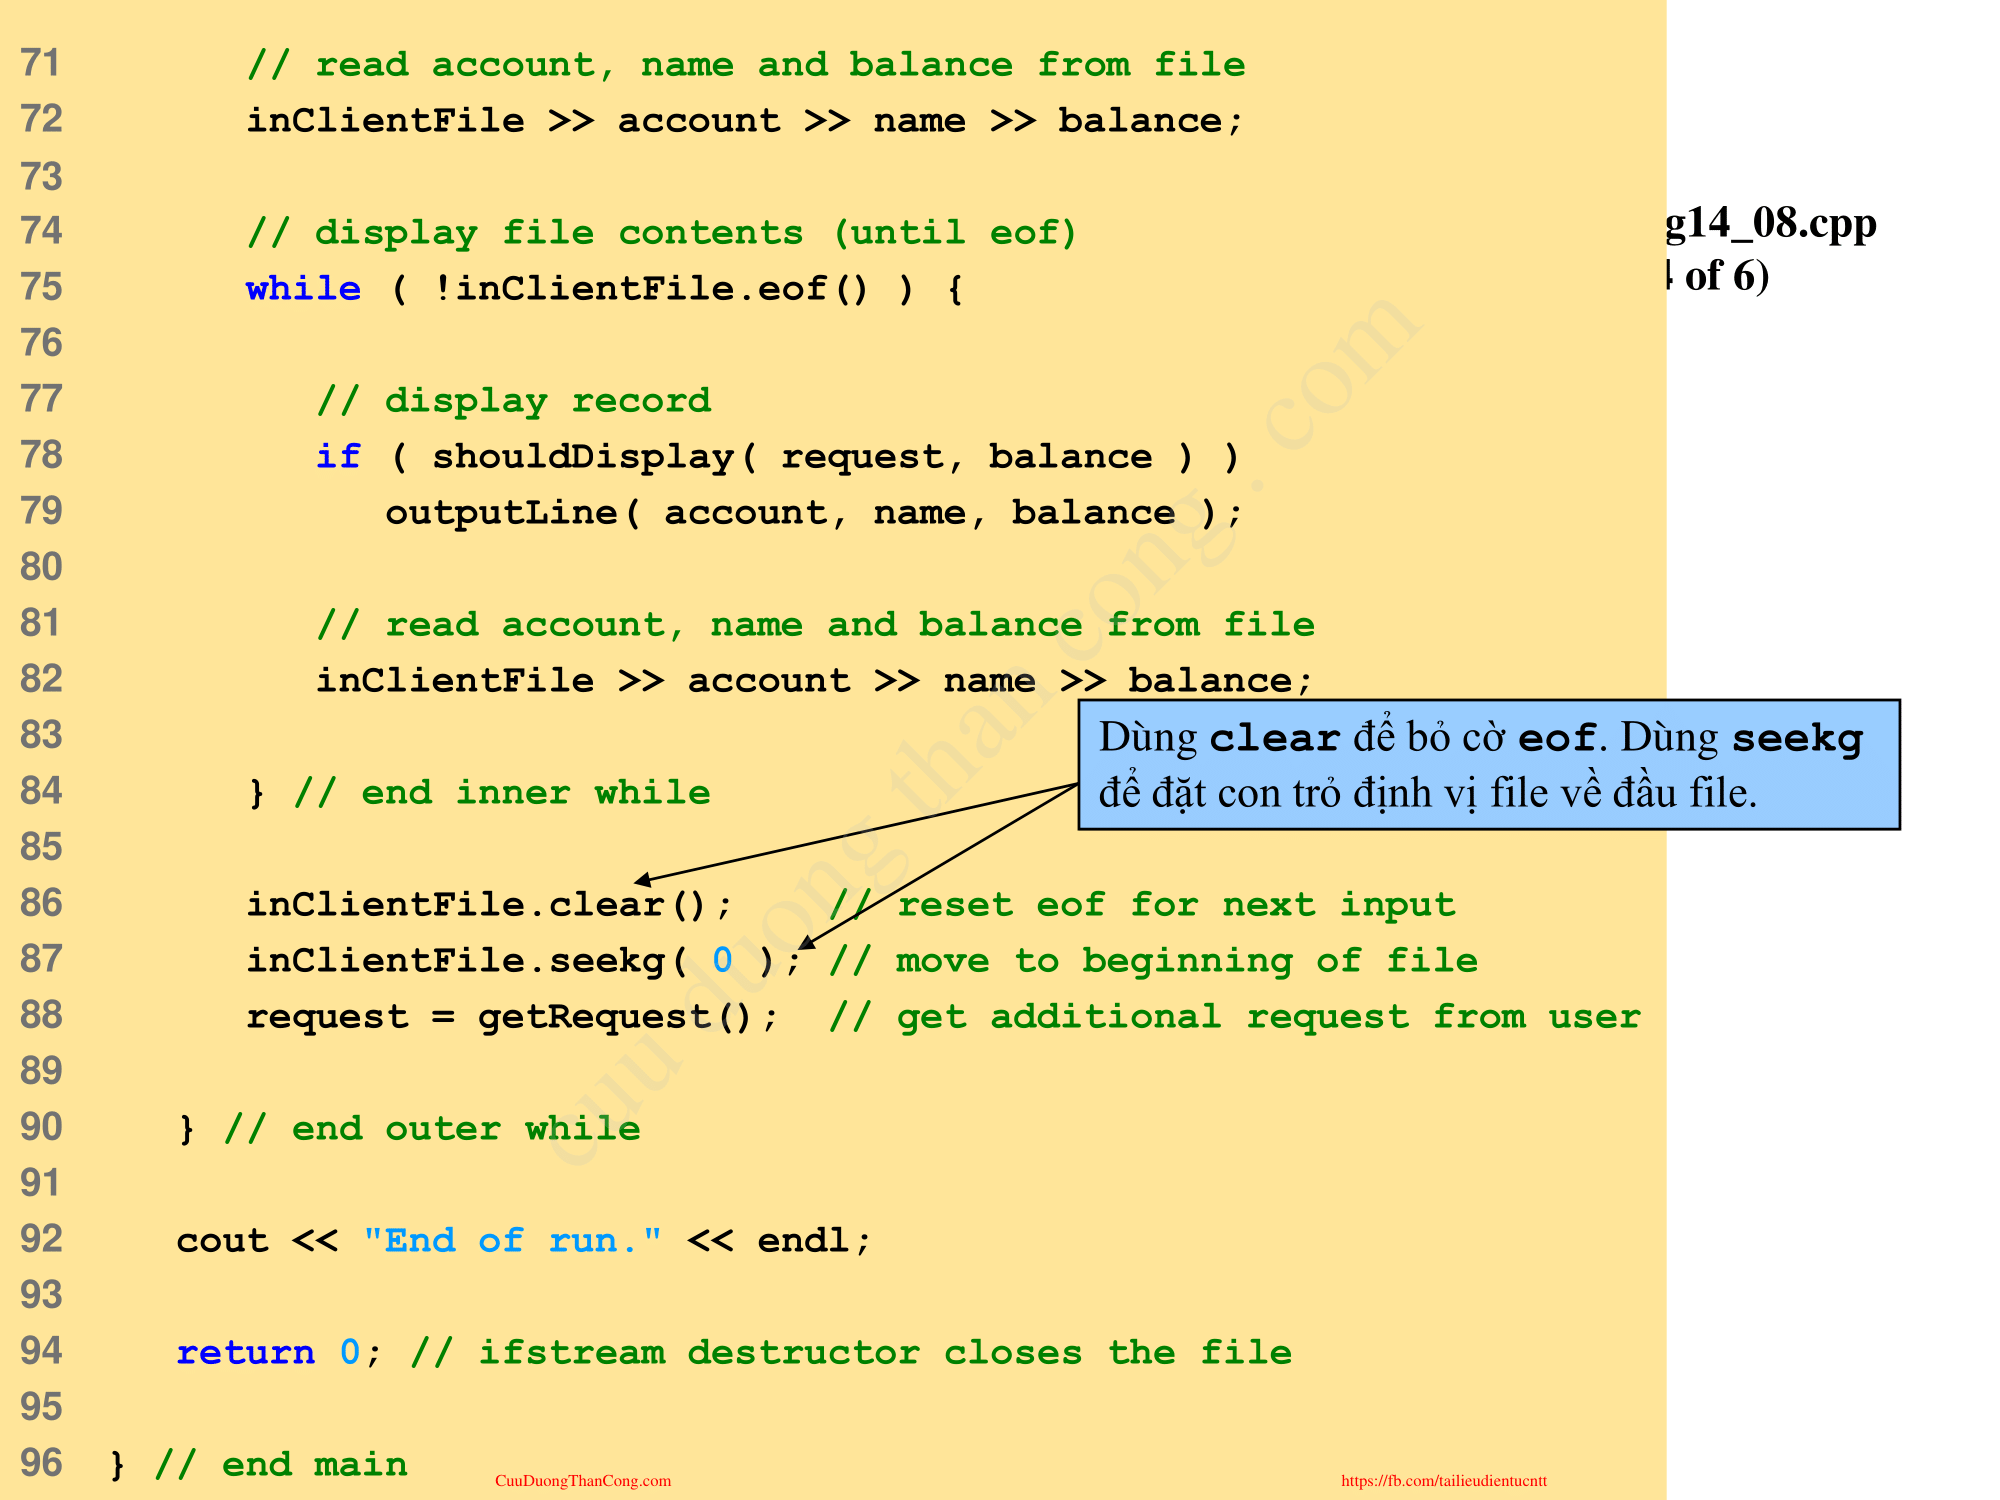 71 // read account, name and balance from file
72 inClientFile >> account >> name >> balance;
73
74 // display file contents (until eof)
75 while ( !inClientFile.eof() ) {
76
77 // display record
78 if ( shouldDisplay( request, balance ) )
79 outputLine( account, name, balance );
80
81 // read account, name and balance from file
82 inClientFile >> account >> name >> balance;
83
84 } // end inner while
85
86 inClientFile.clear(); // reset eof for next input
87 inClientFile.seekg( 0 ); // move to beginning of file
88 request = getRequest(); // get additional request from user
89
90 } // end outer while
91
92 cout << "End of run." << endl;
93
94 return 0; // ifstream destructor closes the file
95
96 } // end main
g14_08.cpp
of 6)
Dùng clear để bỏ cờ eof. Dùng seekg
để đặt con trỏ định vị file về đầu file.
cuu duong than cong . com
CuuDuongThanCong.com
https://fb.com/tailieudientucntt